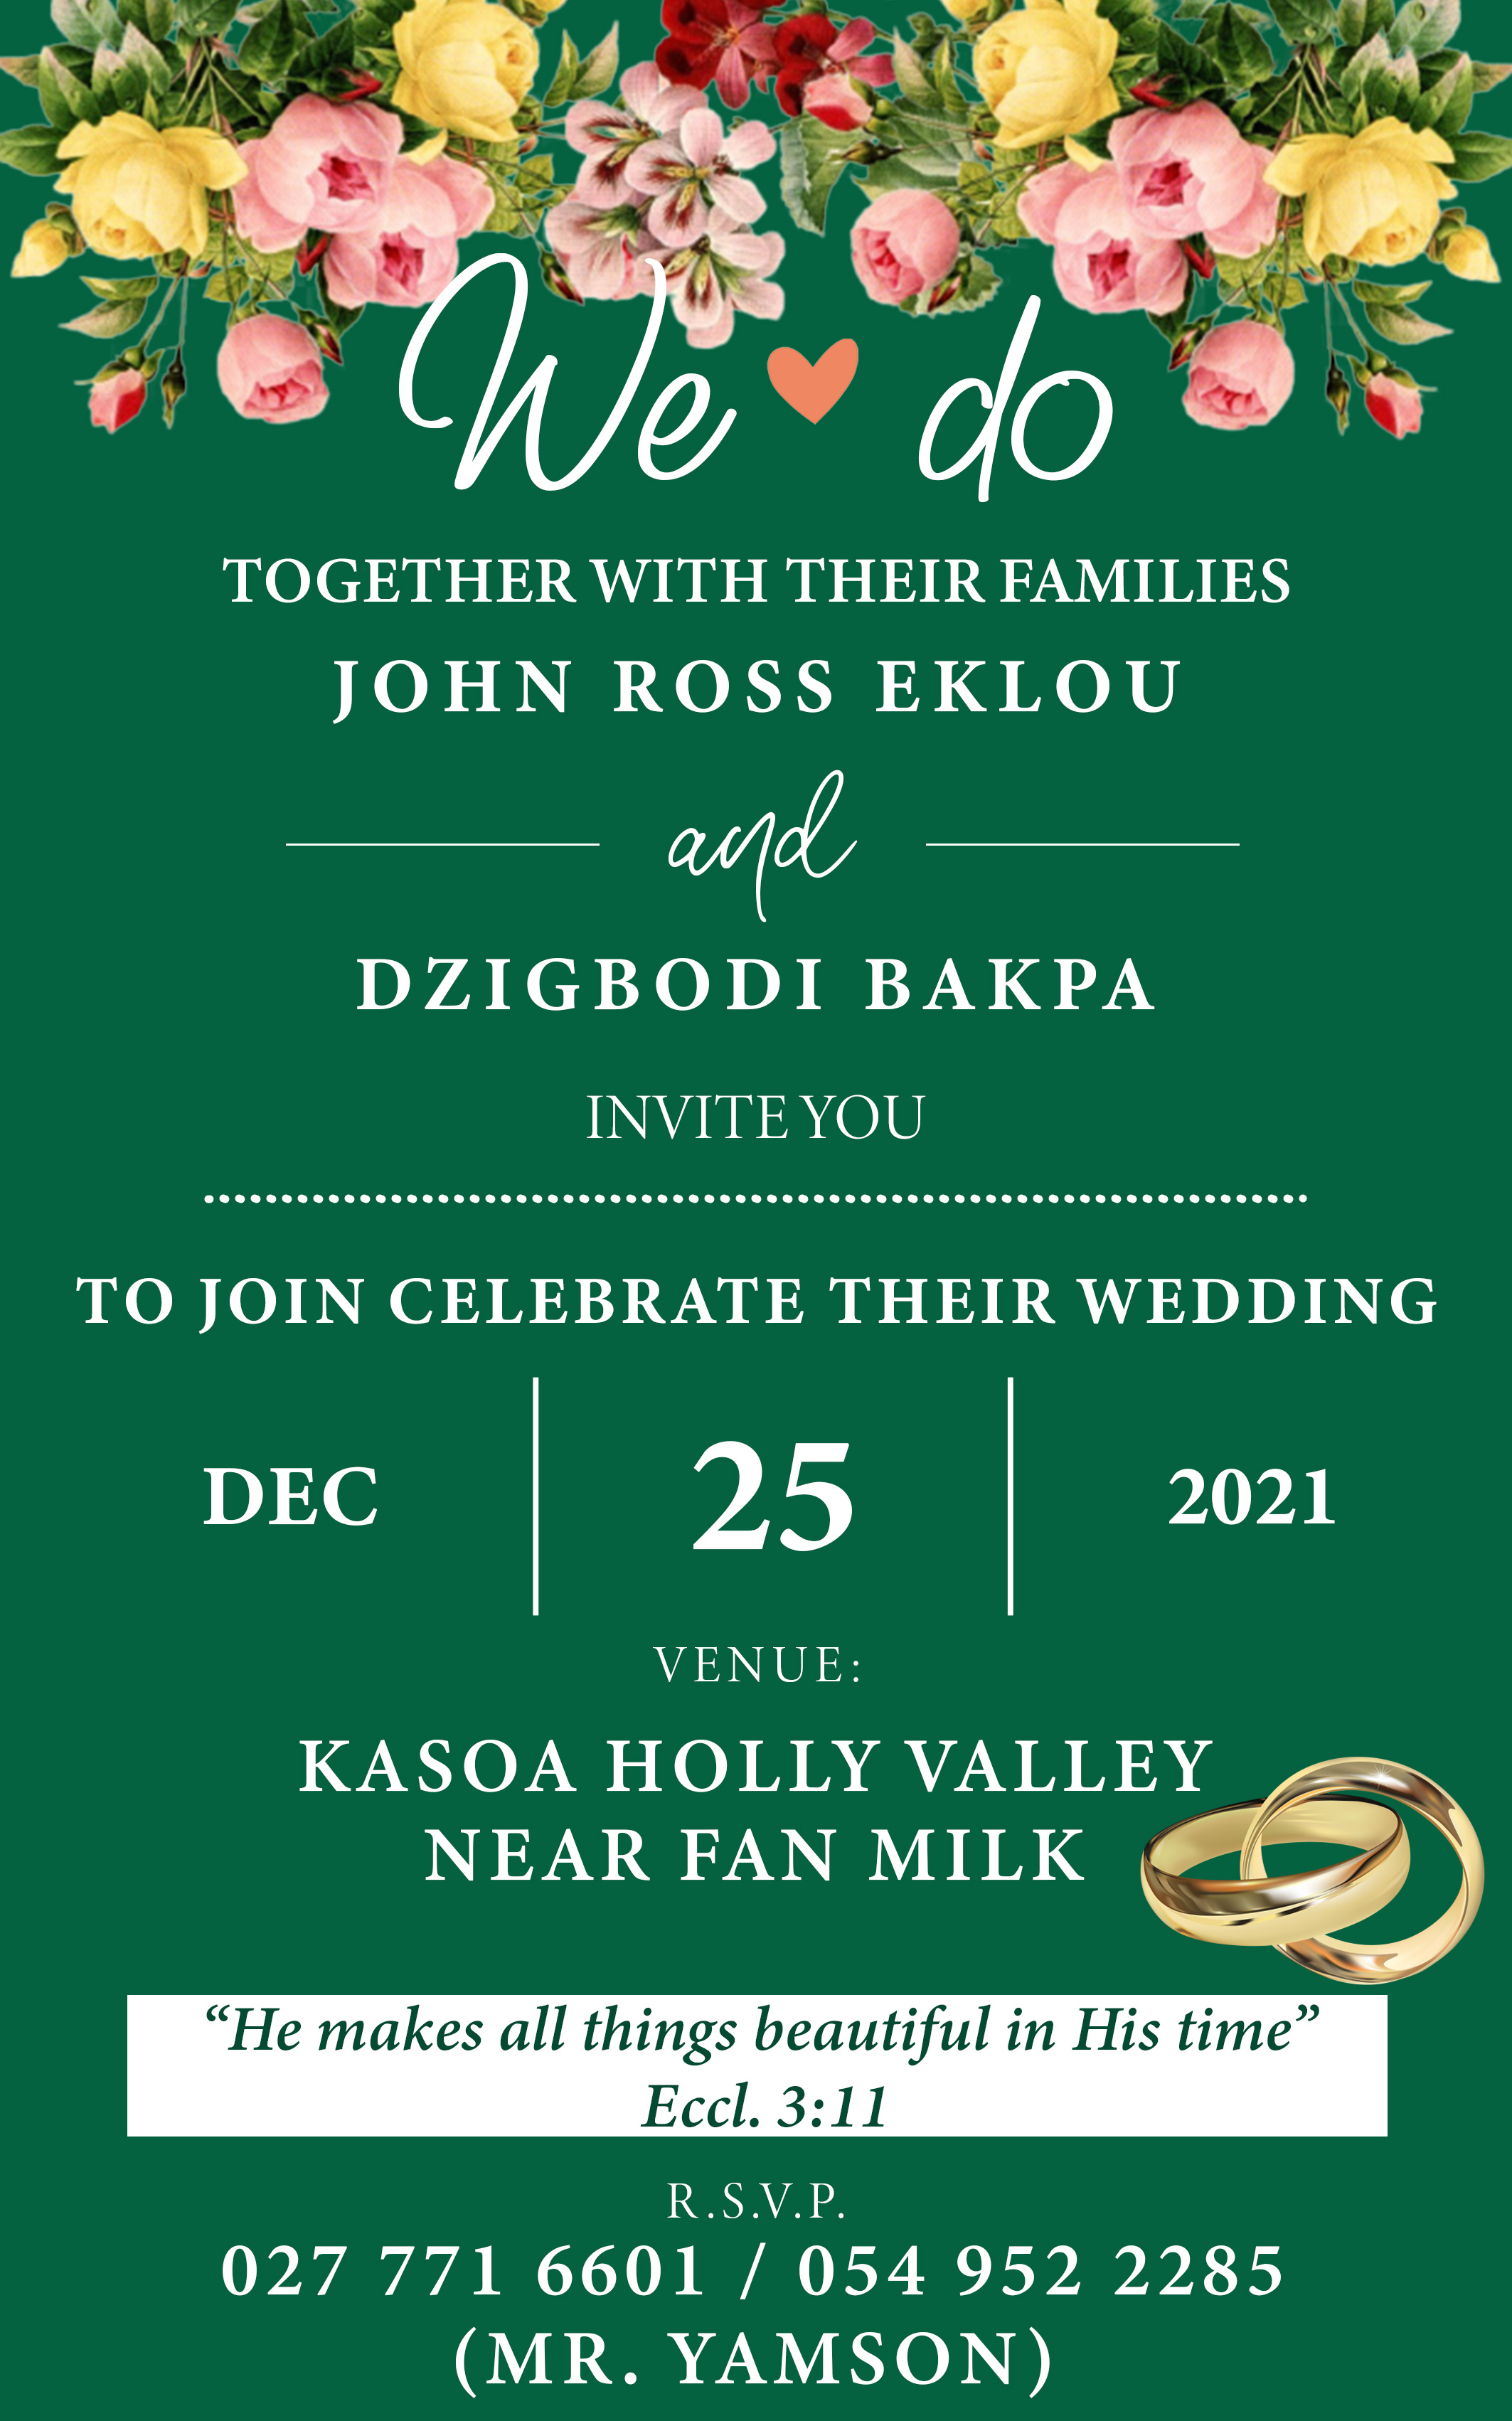 We do
TOGETHER WITH THEIR FAMILIES
JOHN ROSS EKLOU
and
DZIGBODI BAKPA
INVITE YOU
TO JOIN CELEBRATE THEIR WEDDING
DEC 25 2021
VENUE:
KASOA HOLLY VALLEY
NEAR FAN MILK
“He makes all things beautiful in His time”
Eccl. 3:11
R.S.V.P.
027 771 6601 / 054 952 2285
(MR. YAMSON)